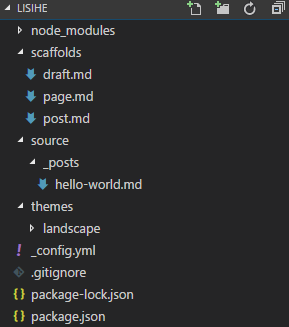 LISIHE
node_modules
scaffolds
draft.md
page.md
post.md
source
_posts
hello-world.md
themes
landscape
_config.yml
.gitignore
package-lock.json
package.json